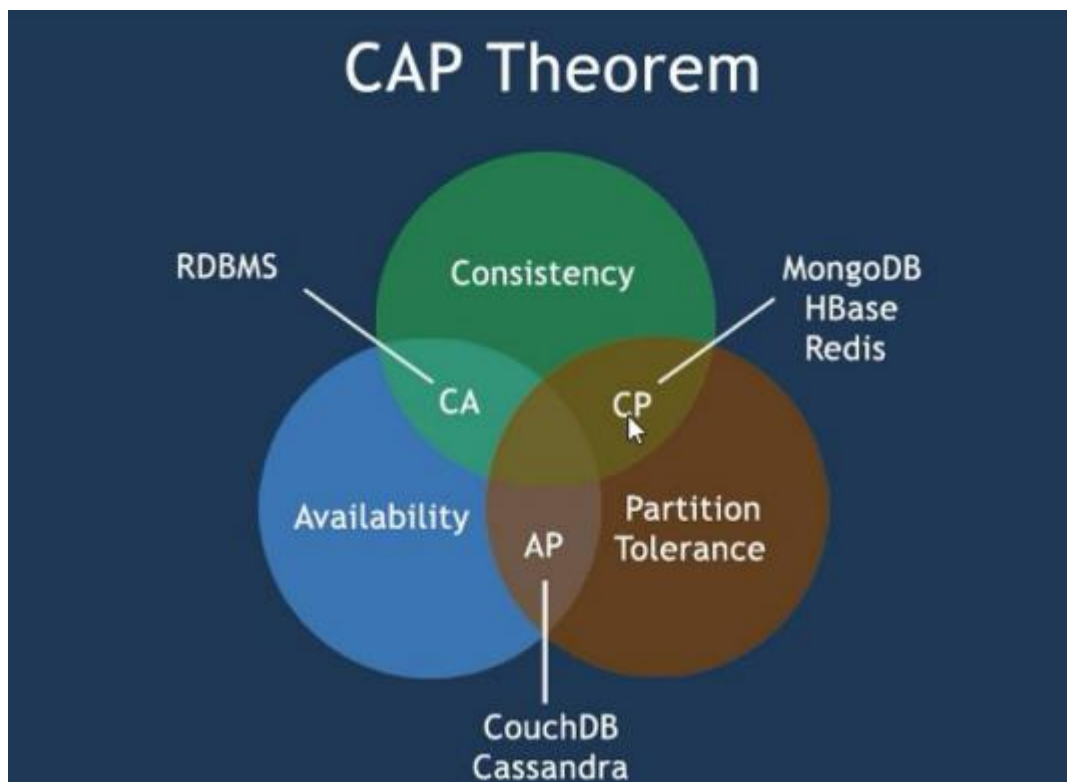 CAP Theorem
RDBMS
Consistency
MongoDB
HBase
Redis
CA
CP
Availability
Partition
Tolerance
AP
CouchDB
Cassandra